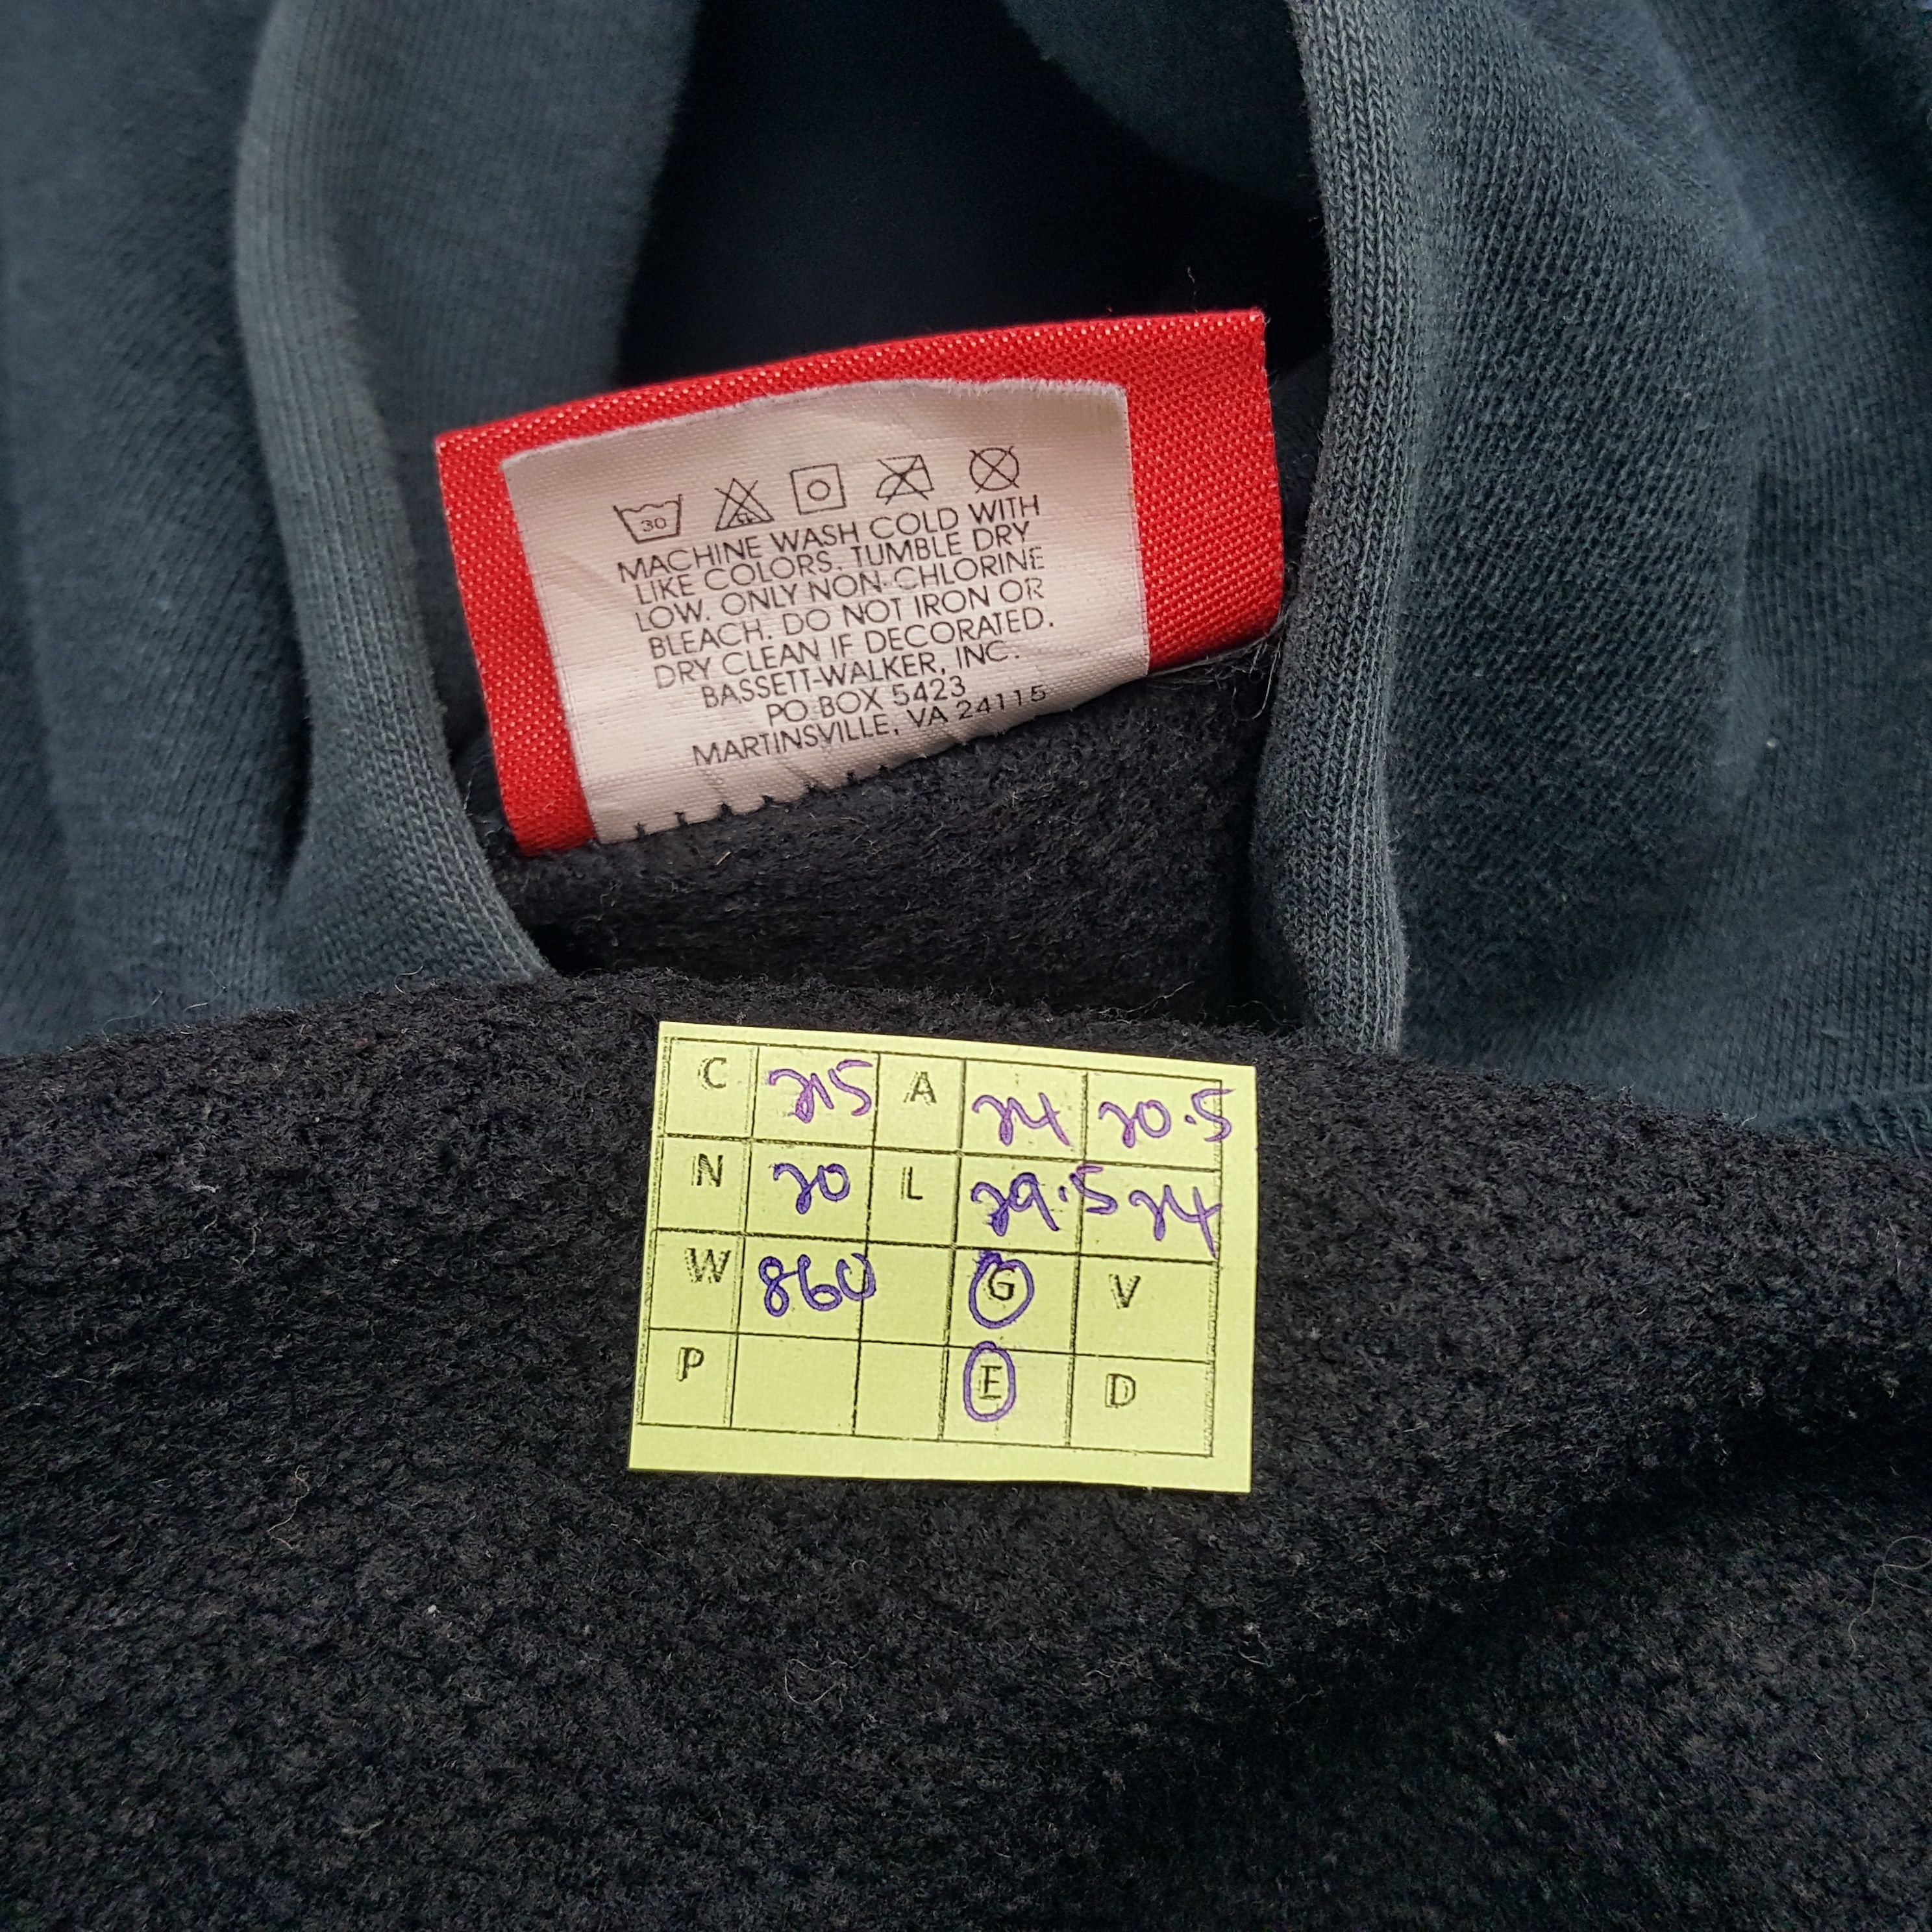 30
CL
MACHINE WASH COLD WITH
LIKE COLORS. TUMBLE DRY
LOW. ONLY NON-CHLORINE
BLEACH. DO NOT IRON OR
DRY CLEAN IF DECORATED.
BASSETT-WALKER, INC.
PO BOX 5423
MARTINSVILLE, VA 24115
C A 24 20.5
N 20 L 29.5 24
W 860 G V
P E D